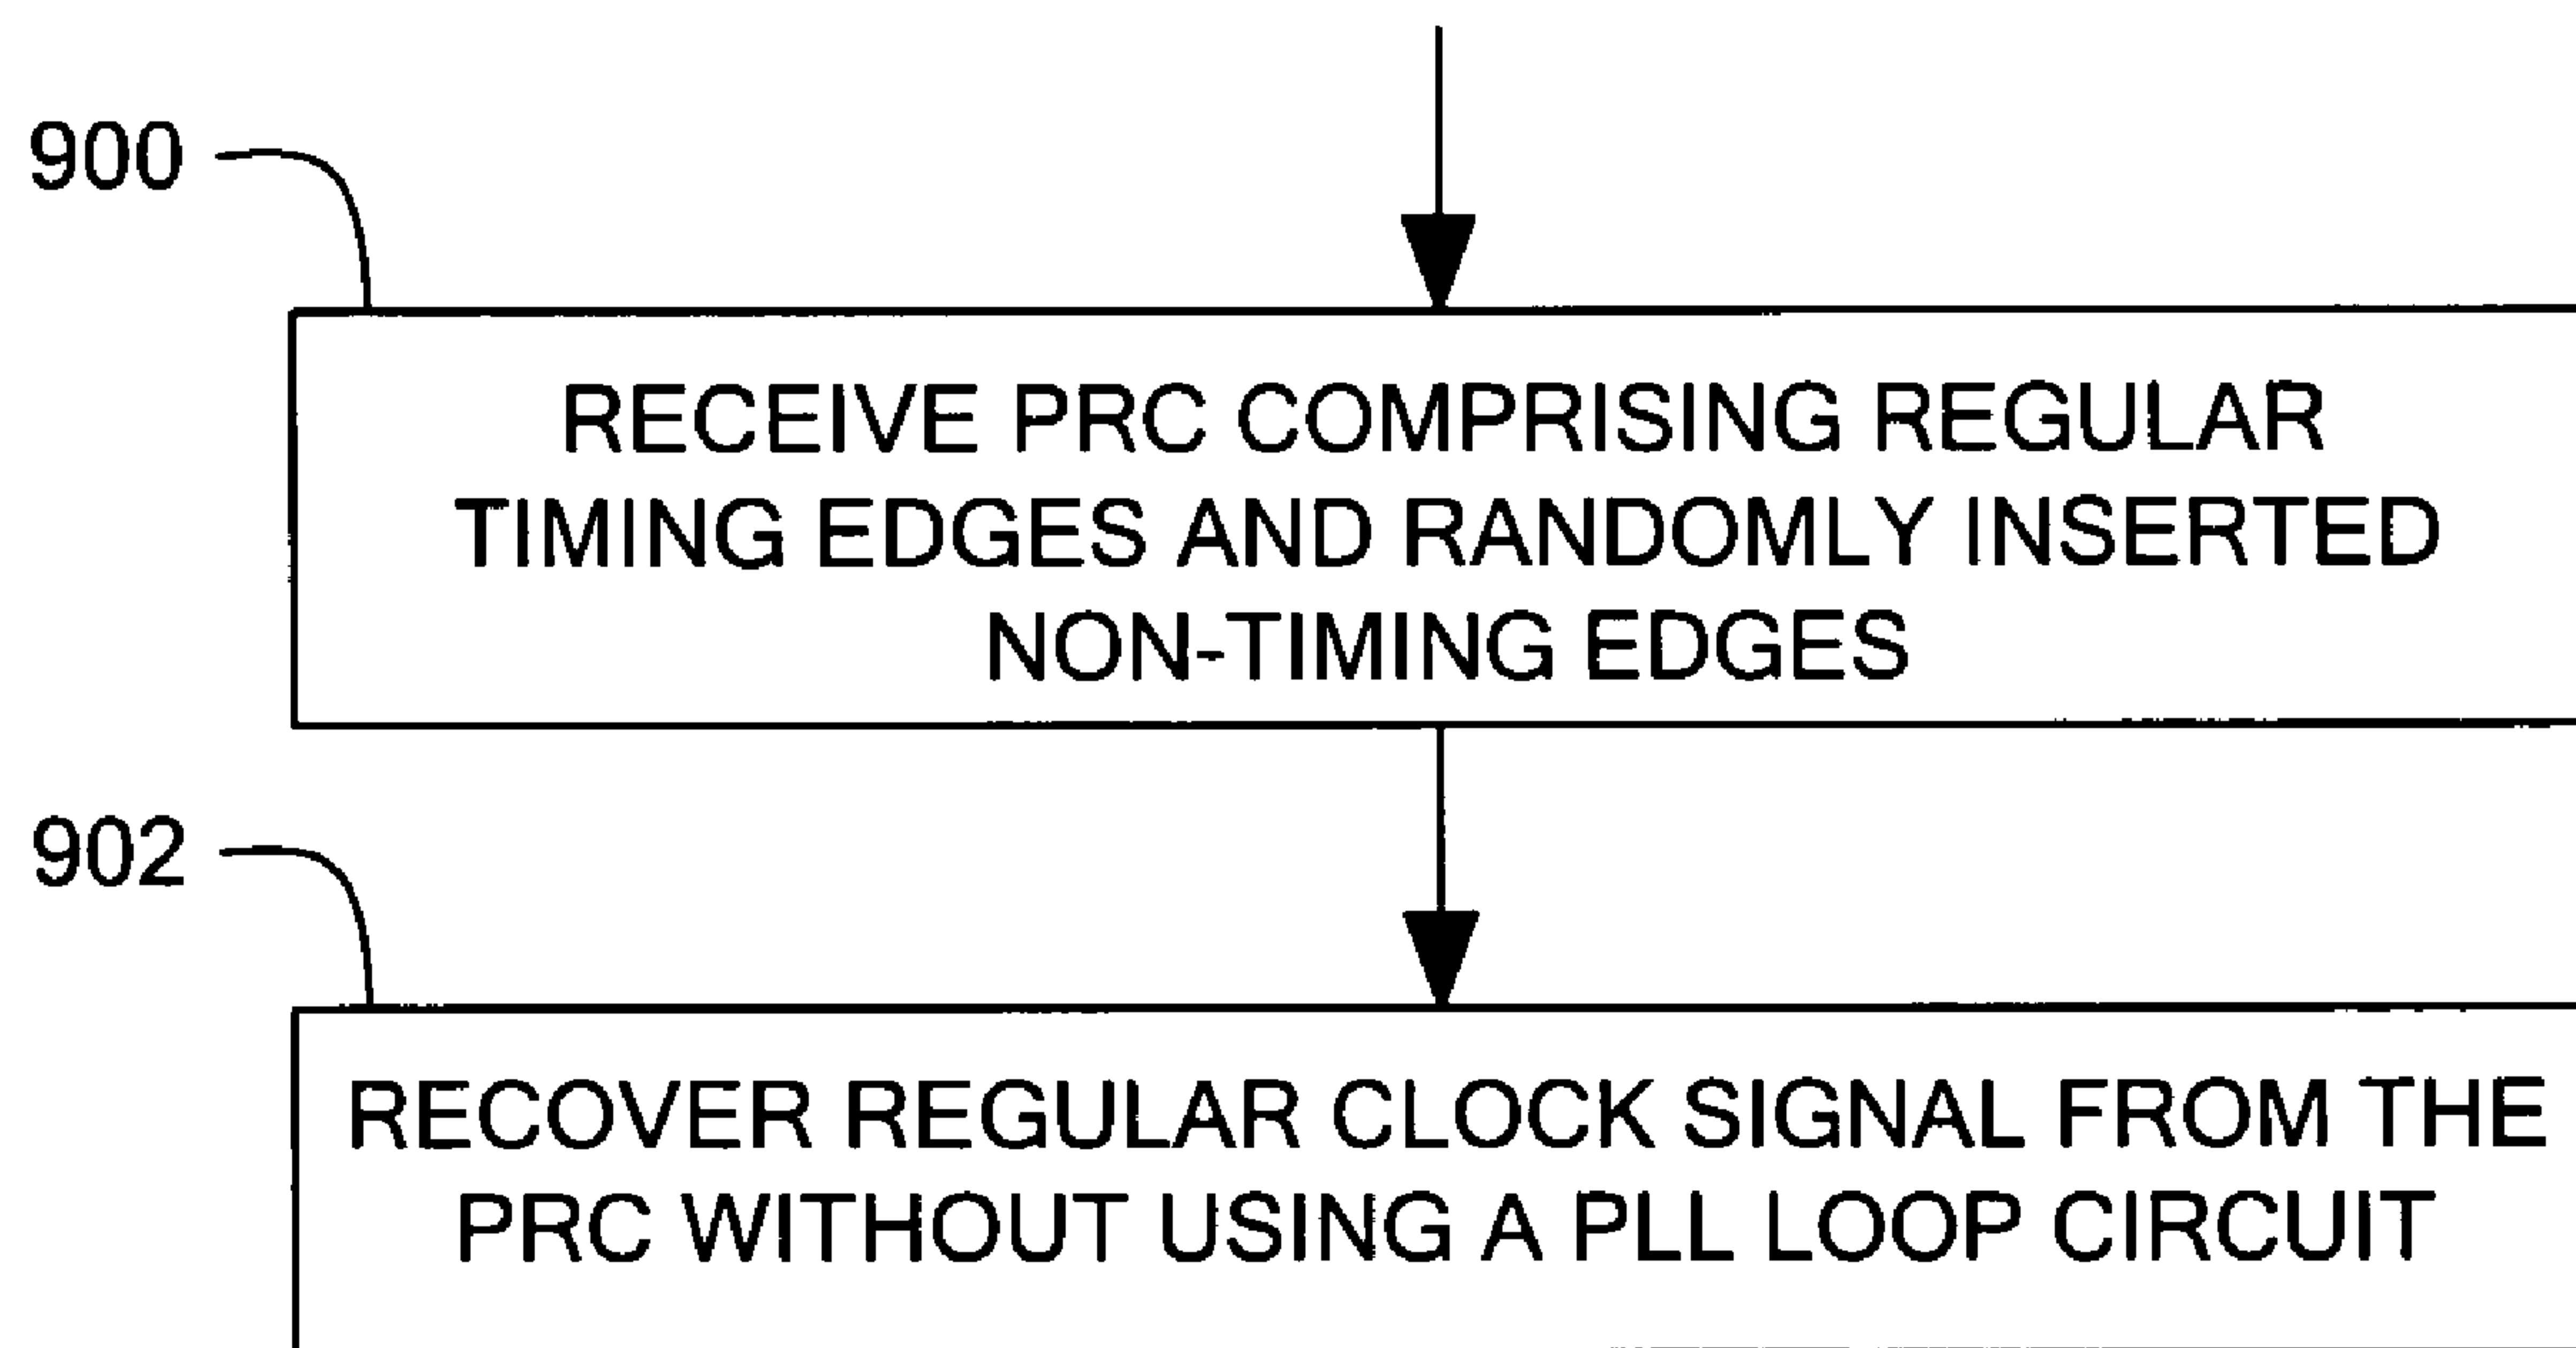 900
RECEIVE PRC COMPRISING REGULAR
TIMING EDGES AND RANDOMLY INSERTED
NON-TIMING EDGES
902
RECOVER REGULAR CLOCK SIGNAL FROM THE
PRC WITHOUT USING A PLL LOOP CIRCUIT